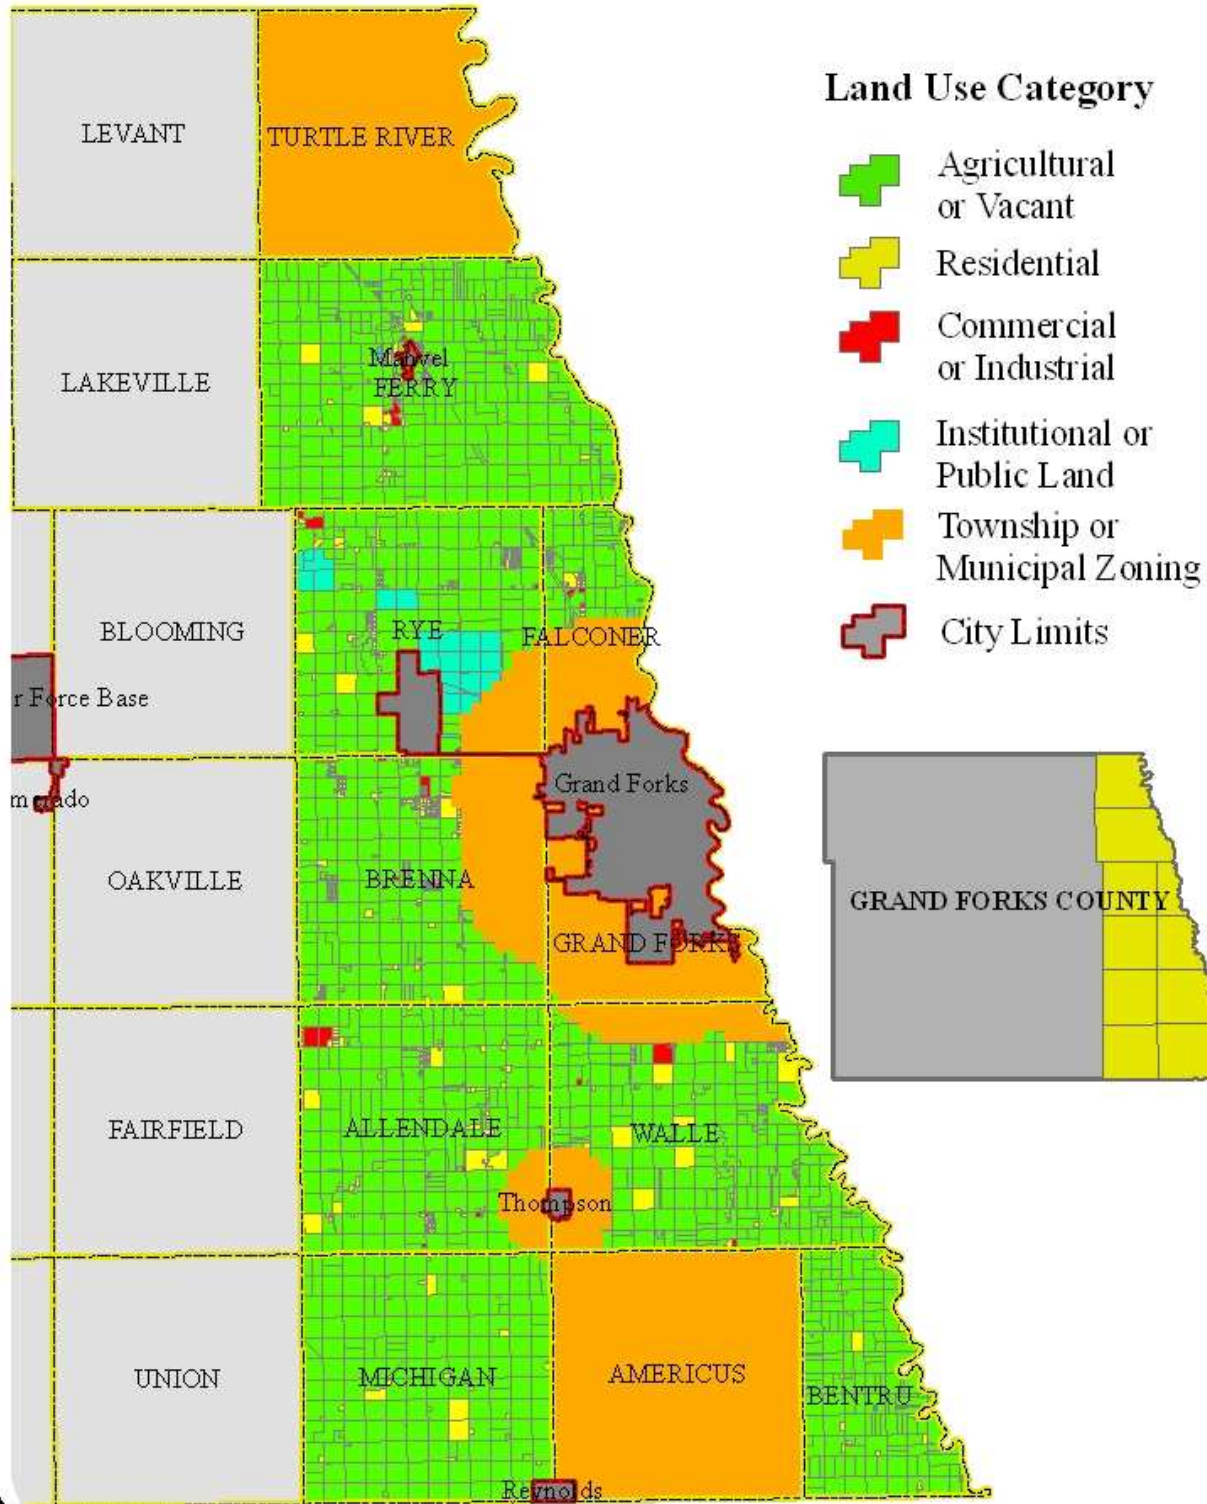 Land Use Category
LEVANT
TURTLE RIVER
Agricultural
or Vacant
Residential
Commercial
or Industrial
LAKEVILLE
Manvel
FERRY
Institutional or
Public Land
Township or
Municipal Zoning
City Limits
BLOOMING
RYE
FALCONER
r Force Base
Grand Forks
merado
OAKVILLE
BRENNA
GRAND FORKS
GRAND FORKS COUNTY
FAIRFIELD
ALLENDALE
WALLE
Thompson
UNION
MICHIGAN
AMERICUS
BENTRU
Reynolds